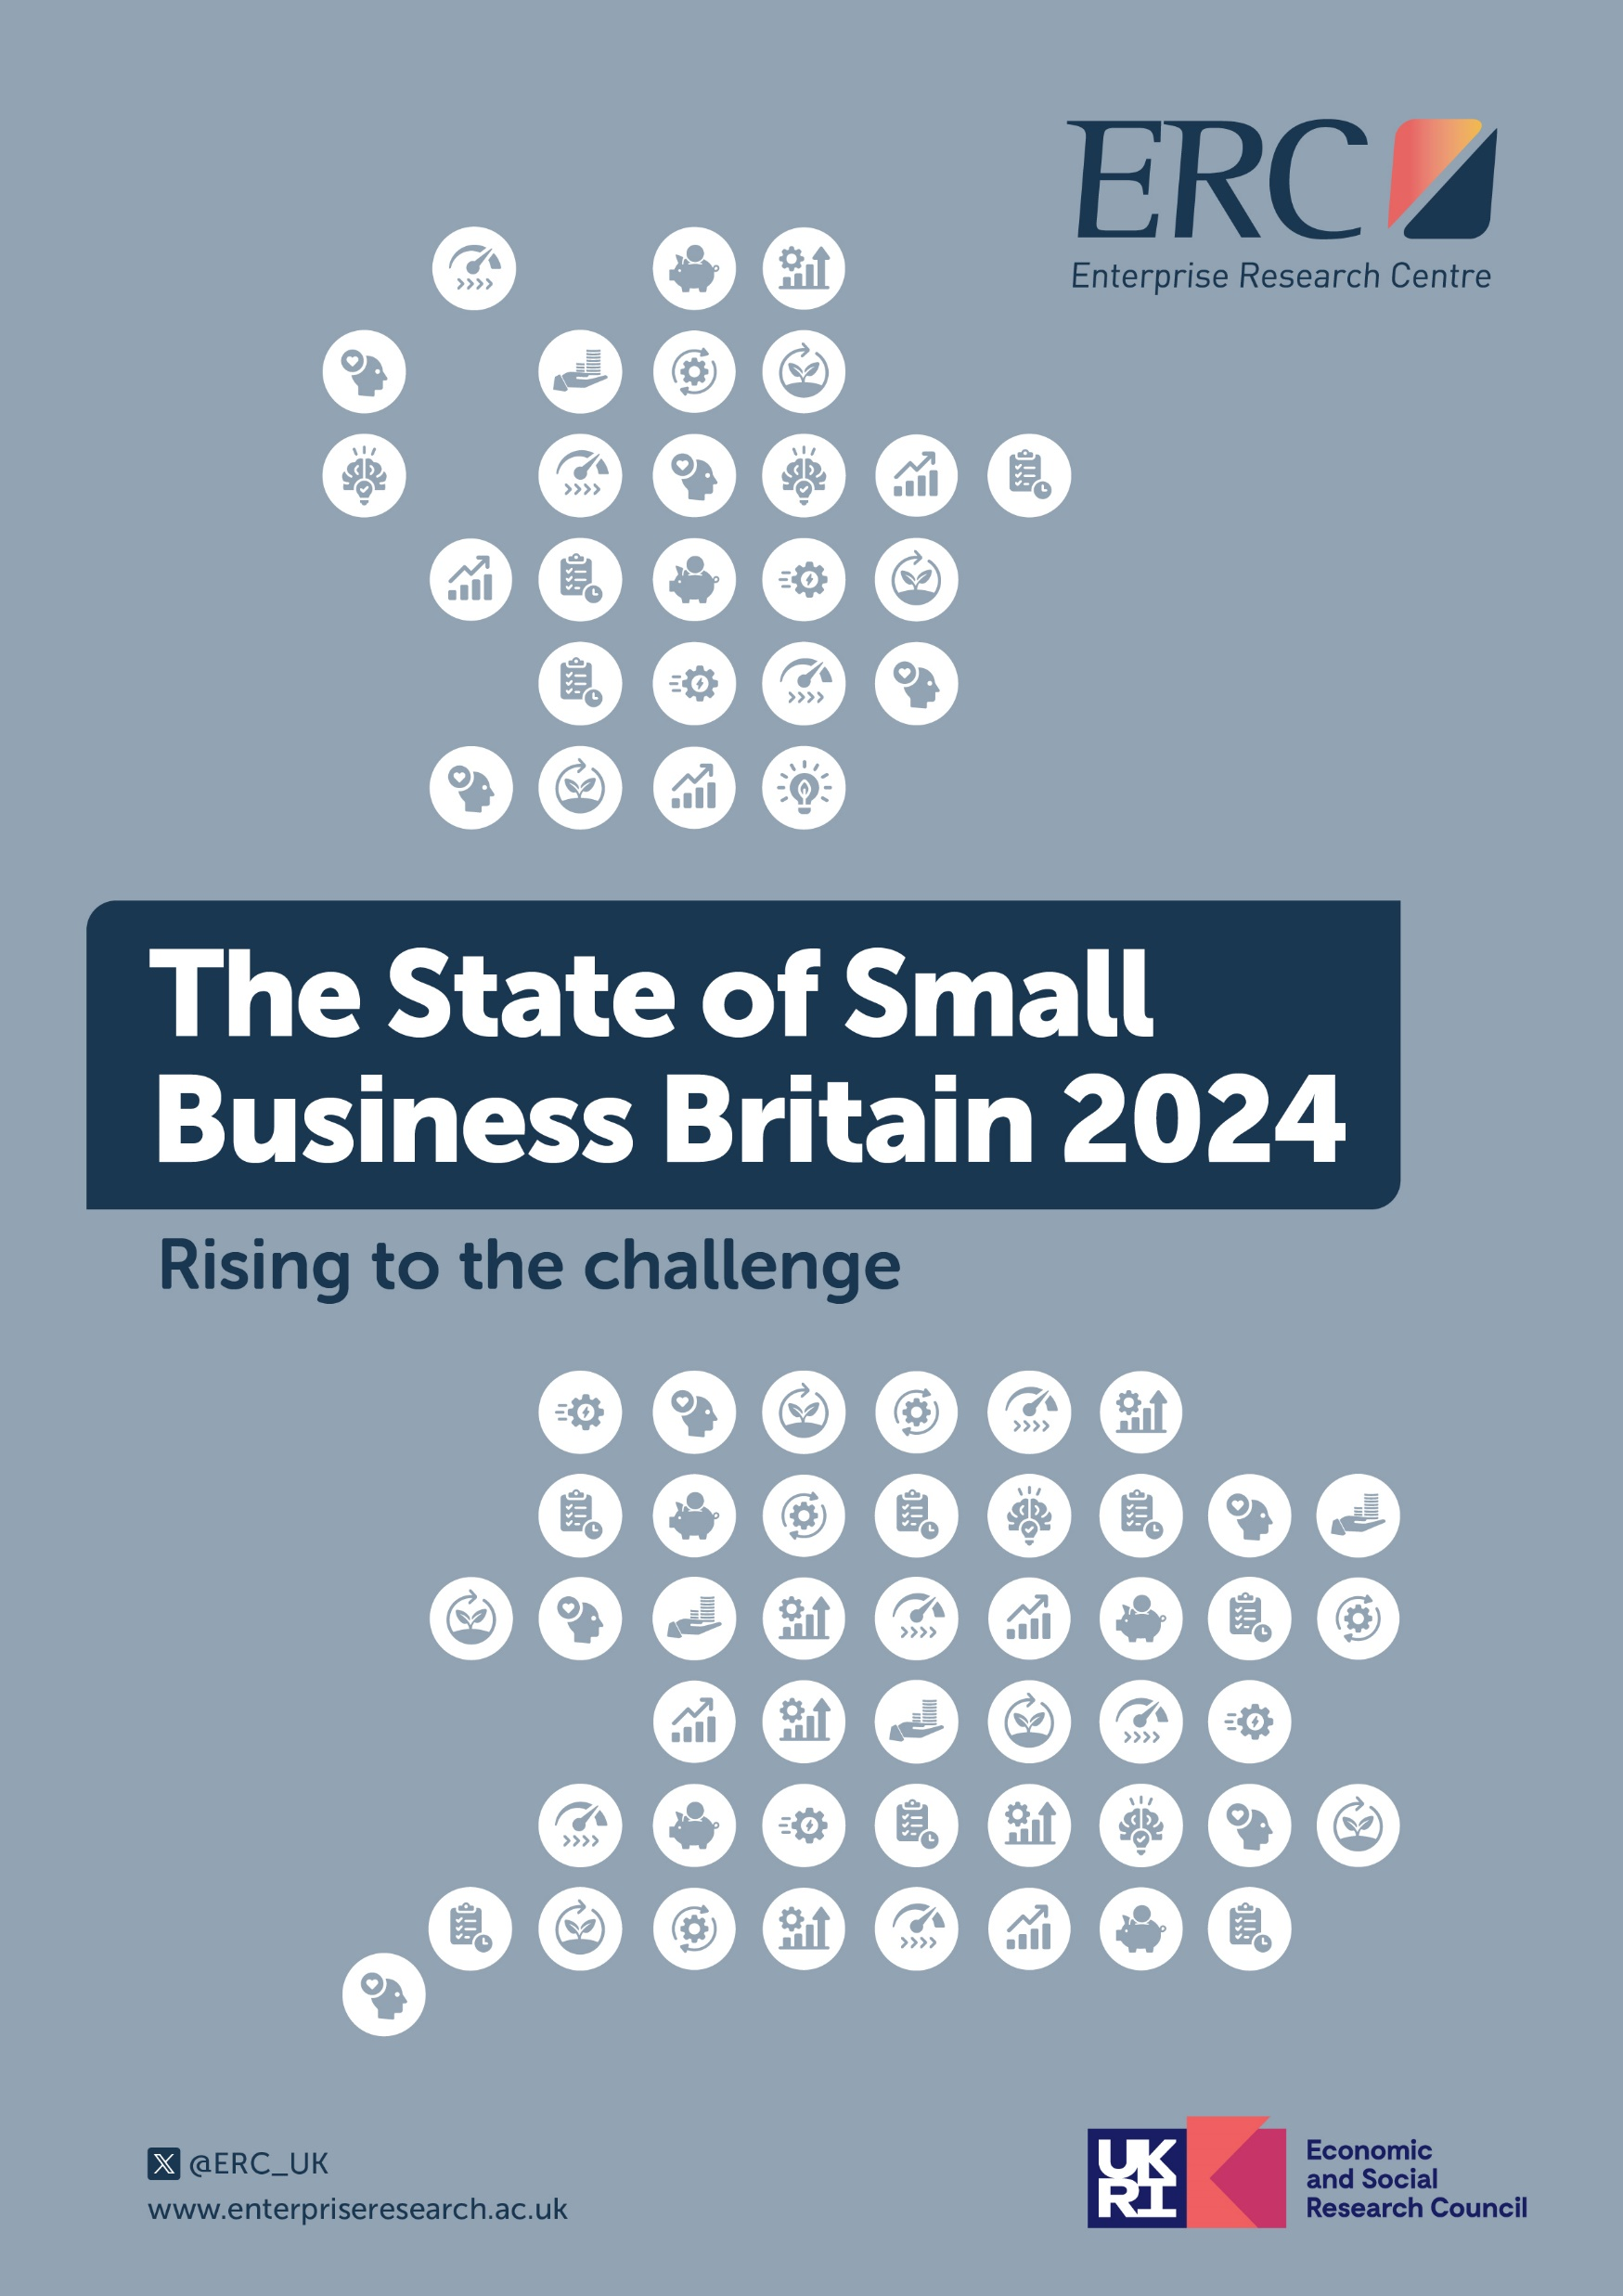 ERC
Enterprise Research Centre
The State of Small
Business Britain 2024
Rising to the challenge
X @ERC_UK
www.enterpriseresearch.ac.uk
UK
RI
Economic
and Social
Research Council